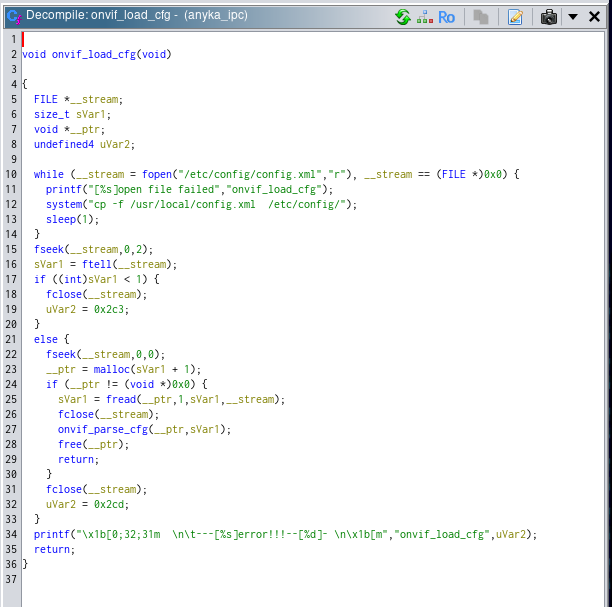 Decompile: onvif_load_cfg - (anyka_ipc)
Ro
1
2 void onvif_load_cfg(void)
3
4 {
5 FILE *__stream;
6 size_t sVar1;
7 void *__ptr;
8 undefined4 uVar2;
9
10 while (__stream = fopen("/etc/config/config.xml","r"), __stream == (FILE *)0x0) {
11 printf("[%s]open file failed","onvif_load_cfg");
12 system("cp -f /usr/local/config.xml  /etc/config/");
13 sleep(1);
14 }
15 fseek(__stream,0,2);
16 sVar1 = ftell(__stream);
17 if ((int)sVar1 < 1) {
18 fclose(__stream);
19 uVar2 = 0x2c3;
20 }
21 else {
22 fseek(__stream,0,0);
23 __ptr = malloc(sVar1 + 1);
24 if (__ptr != (void *)0x0) {
25 sVar1 = fread(__ptr,1,sVar1,__stream);
26 fclose(__stream);
27 onvif_parse_cfg(__ptr,sVar1);
28 free(__ptr);
29 return;
30 }
31 fclose(__stream);
32 uVar2 = 0x2cd;
33 }
34 printf("\x1b[0;32;31m  \n\t---[%s]error!!!--[%d]- \n\x1b[m","onvif_load_cfg",uVar2);
35 return;
36 }
37